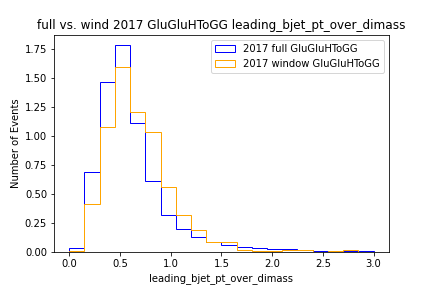 full vs. wind 2017 GluGluHToGG leading_bjet_pt_over_dimass
2017 full GluGluHToGG
2017 window GluGluHToGG
Number of Events
1.75
1.50
1.25
1.00
0.75
0.50
0.25
0.00
0.0 0.5 1.0 1.5 2.0 2.5 3.0
leading_bjet_pt_over_dimass